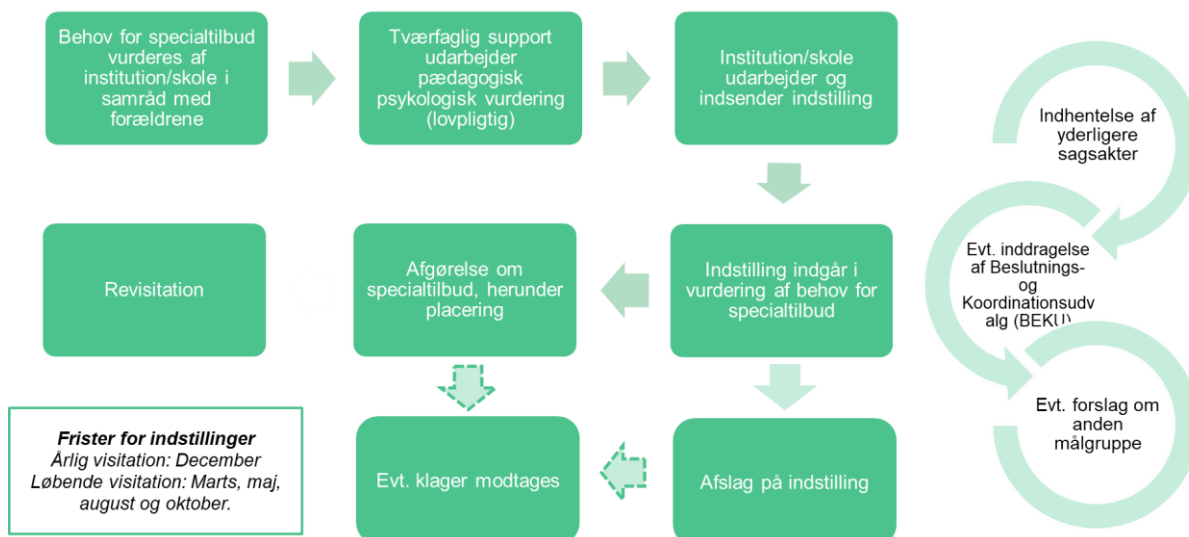 Behov for specialtilbud
vurderes af
institution/skole i
samråd med
forældrene
Tværfaglig support
udarbejder
pædagogisk
psykologisk vurdering
(lovpligtig)
Institution/skole
udarbejder og
indsender indstilling
Indhentelse af
yderligere
sagsakter
Revisitation
Afgørelse om
specialtilbud, herunder
placering
Indstilling indgår i
vurdering af behov for
specialtilbud
Evt. inddragelse
af Beslutnings-
og
Koordinationsudv
alg (BEKU)
Evt. forslag om
anden
målgruppe
Frister for indstillinger
Årlig visitation: December
Løbende visitation: Marts, maj,
august og oktober.
Evt. klager modtages
Afslag på indstilling